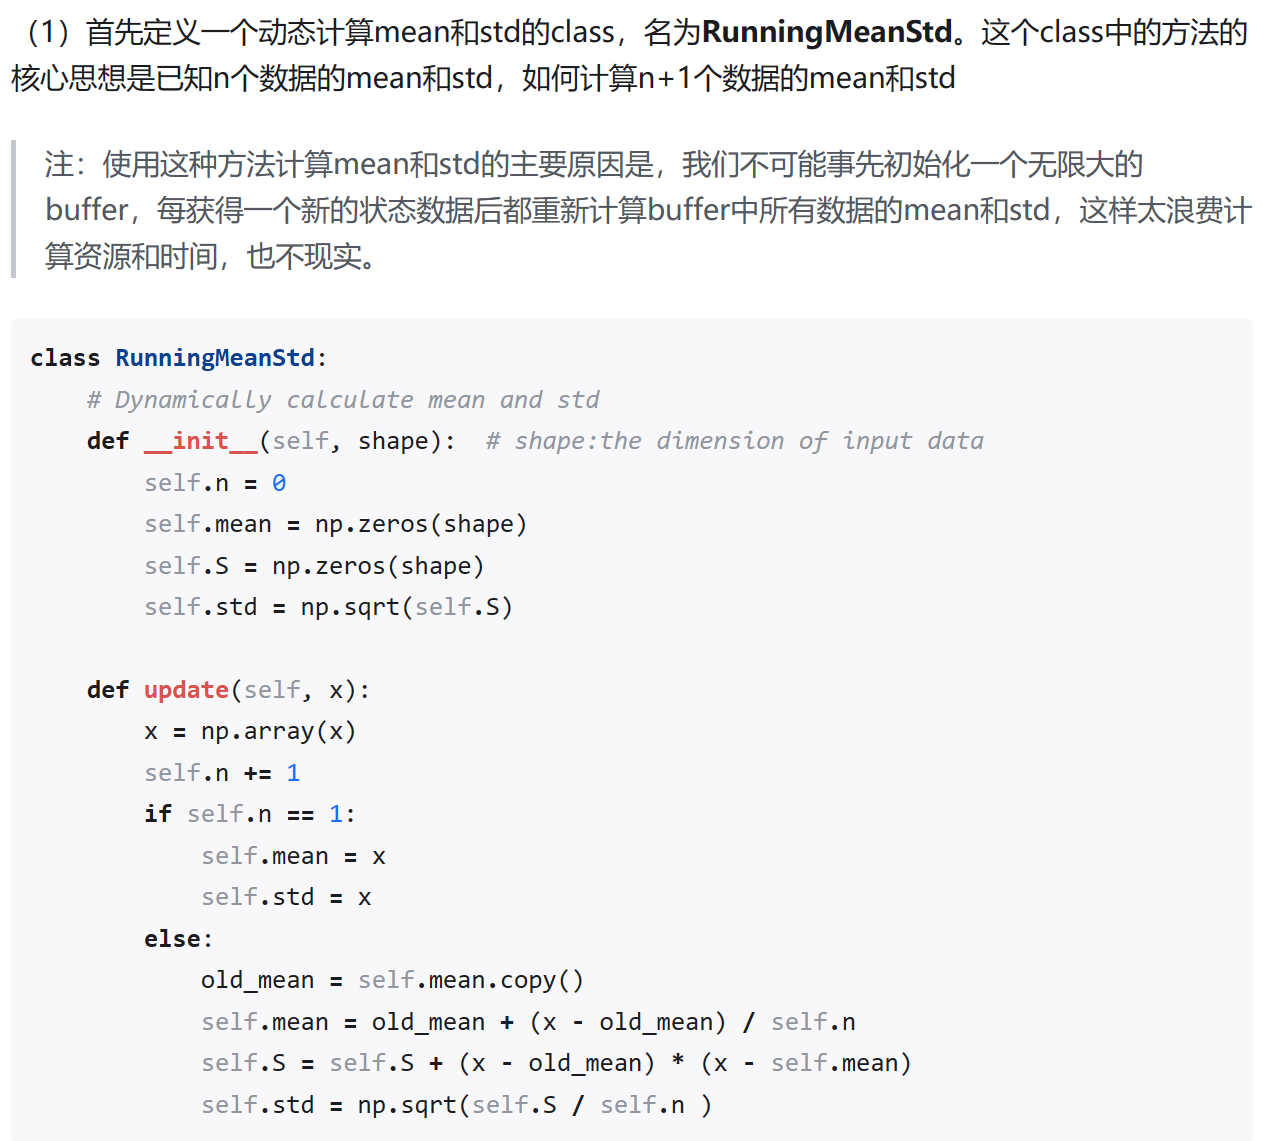 （1）首先定义一个动态计算mean和std的class，名为RunningMeanStd。这个class中的方法的
核心思想是已知n个数据的mean和std，如何计算n+1个数据的mean和std
注：使用这种方法计算mean和std的主要原因是，我们不可能事先初始化一个无限大的
buffer，每获得一个新的状态数据后都重新计算buffer中所有数据的mean和std，这样太浪费计
算资源和时间，也不现实。
class RunningMeanStd:
    # Dynamically calculate mean and std
    def __init__(self, shape):  # shape:the dimension of input data
        self.n = 0
        self.mean = np.zeros(shape)
        self.S = np.zeros(shape)
        self.std = np.sqrt(self.S)
    def update(self, x):
        x = np.array(x)
        self.n += 1
        if self.n == 1:
            self.mean = x
            self.std = x
        else:
            old_mean = self.mean.copy()
            self.mean = old_mean + (x - old_mean) / self.n
            self.S = self.S + (x - old_mean) * (x - self.mean)
            self.std = np.sqrt(self.S / self.n )